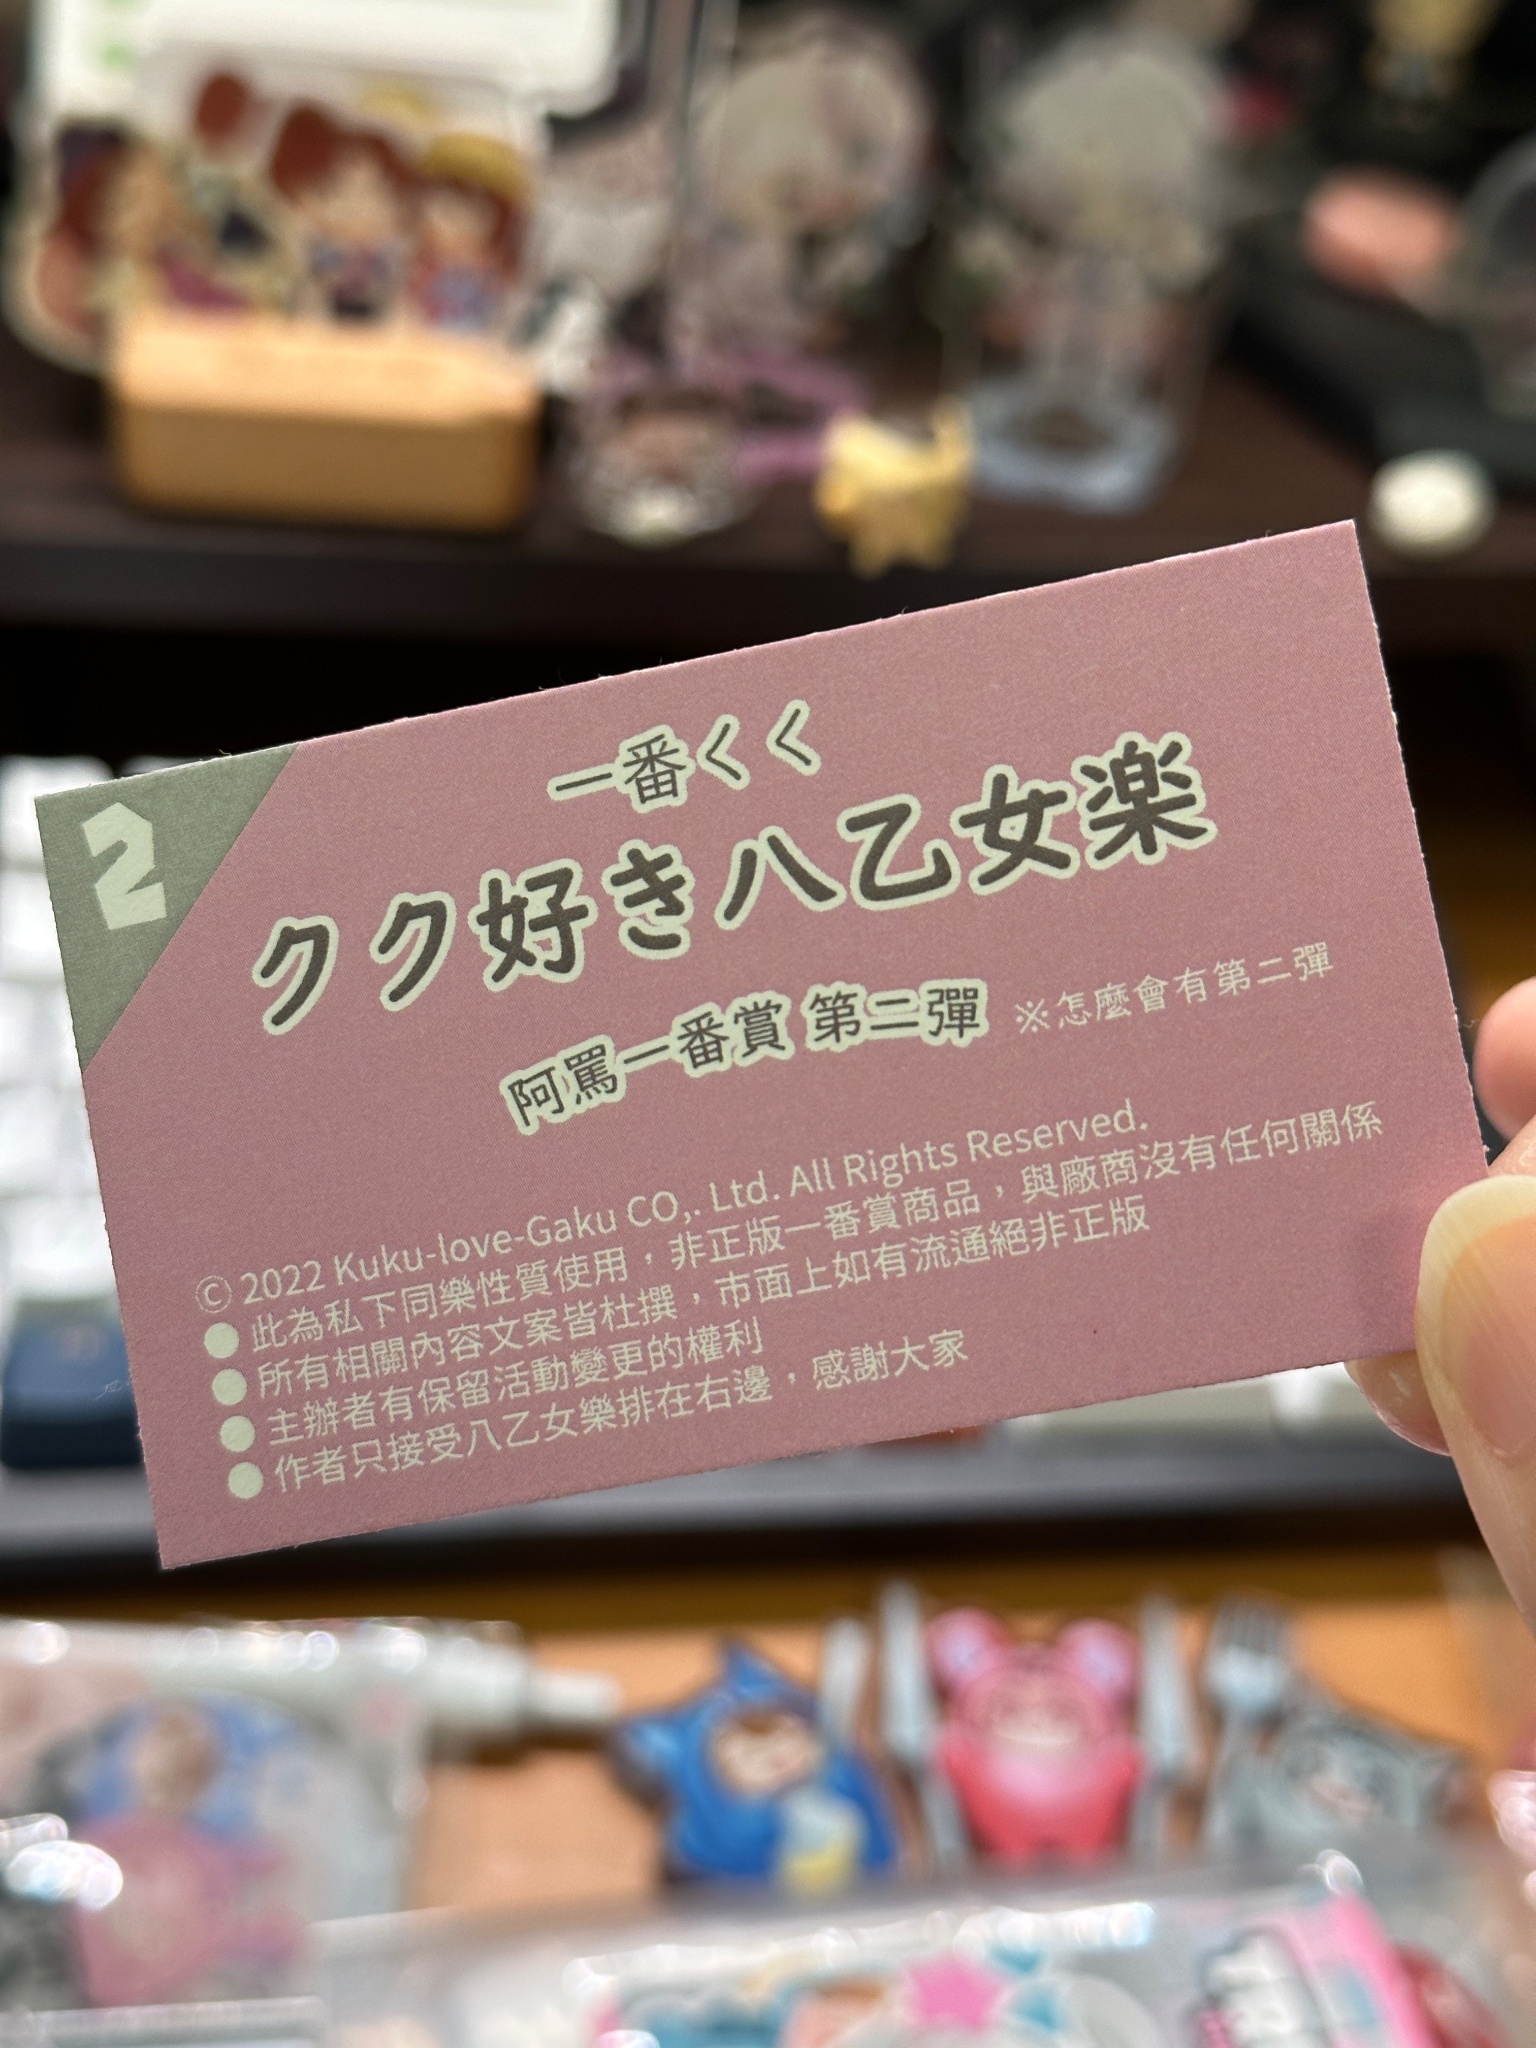 2
一番くく
クク好き八乙女楽
阿罵一番賞 第二彈 ※怎麼會有第二彈
© 2022 Kuku-love-Gaku CO,. Ltd. All Rights Reserved.
●此為私下同樂性質使用，非正版一番賞商品，與廠商沒有任何關係
●所有相關內容文案皆杜撰，市面上如有流通絕非正版
●主辦者有保留活動變更的權利
●作者只接受八乙女樂排在右邊，感謝大家